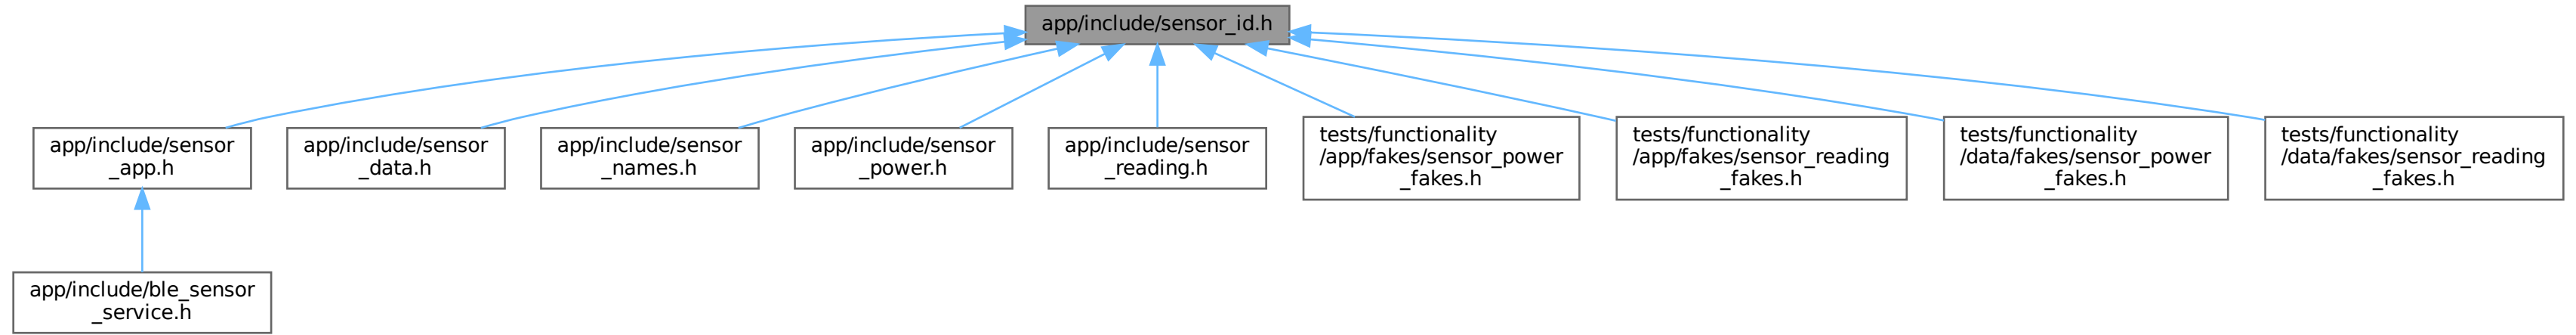 app/include/sensor_id.h
app/include/sensor
_app.h
app/include/sensor
_data.h
app/include/sensor
_names.h
app/include/sensor
_power.h
app/include/sensor
_reading.h
tests/functionality
/app/fakes/sensor_power
_fakes.h
tests/functionality
/app/fakes/sensor_reading
_fakes.h
tests/functionality
/data/fakes/sensor_power
_fakes.h
tests/functionality
/data/fakes/sensor_reading
_fakes.h
app/include/ble_sensor
_service.h